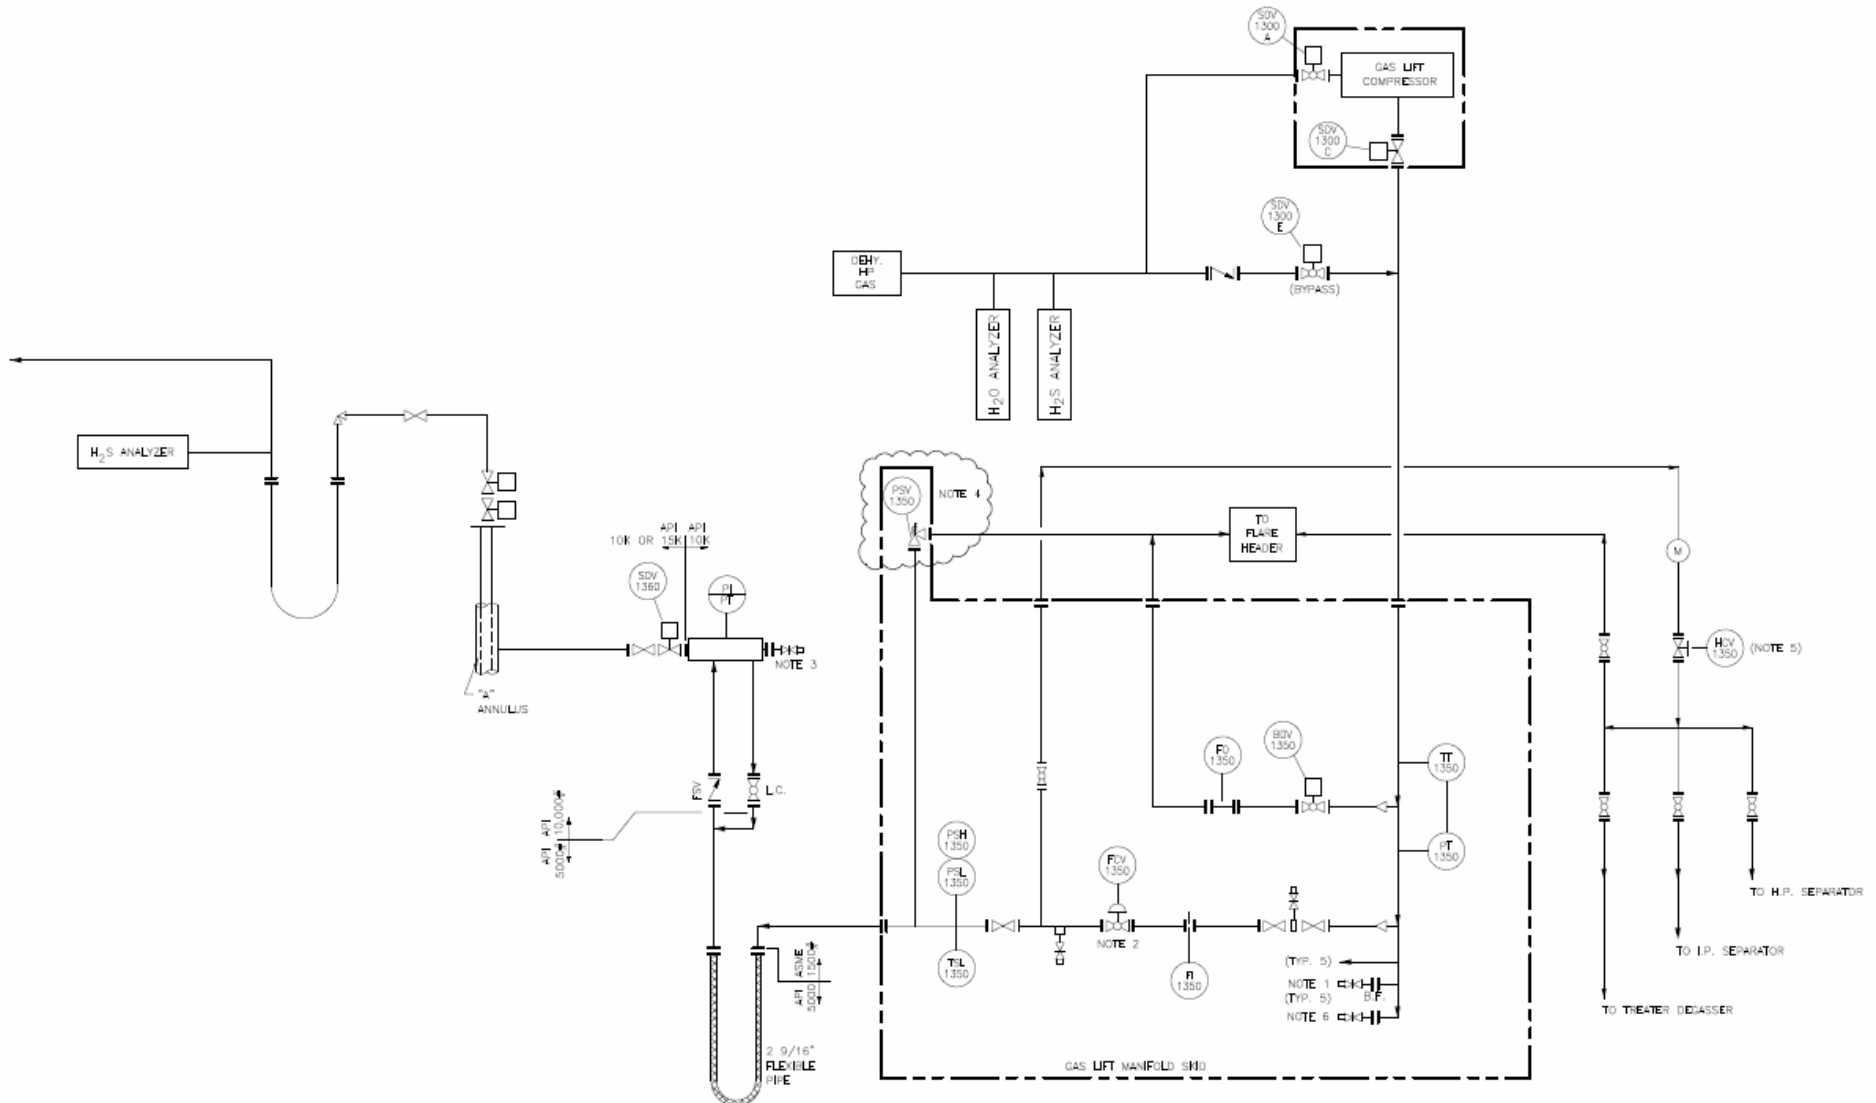 SDV
1300
A
GAS LIFT
COMPRESSOR
SDV
1300
C
SDV
1300
E
(BYPASS)
DEHY.
HP
GAS
H2O ANALYZER
H2S ANALYZER
H2S ANALYZER
PSV
1350
NOTE 4
TO
FLARE
HEADER
M
API API
10K OR 15K 10K
SDV
1360
PI
PT
NOTE 3
"A"
ANNULUS
HCV
1350
(NOTE 5)
FSV
L.C.
API API
5000# 10,000#
FO
1350
BDV
1350
TT
1350
PT
1350
PSH
1350
PSL
1350
TSL
1350
FCV
1350
NOTE 2
FI
1350
(TYP. 5)
NOTE 1
(TYP. 5)
B.F.
NOTE 6
API ASME
5000 1500#
2 9/16"
FLEXIBLE
PIPE
GAS LIFT MANIFOLD SKID
TO H.P. SEPARATOR
TO I.P. SEPARATOR
TO TREATER DEGASSER